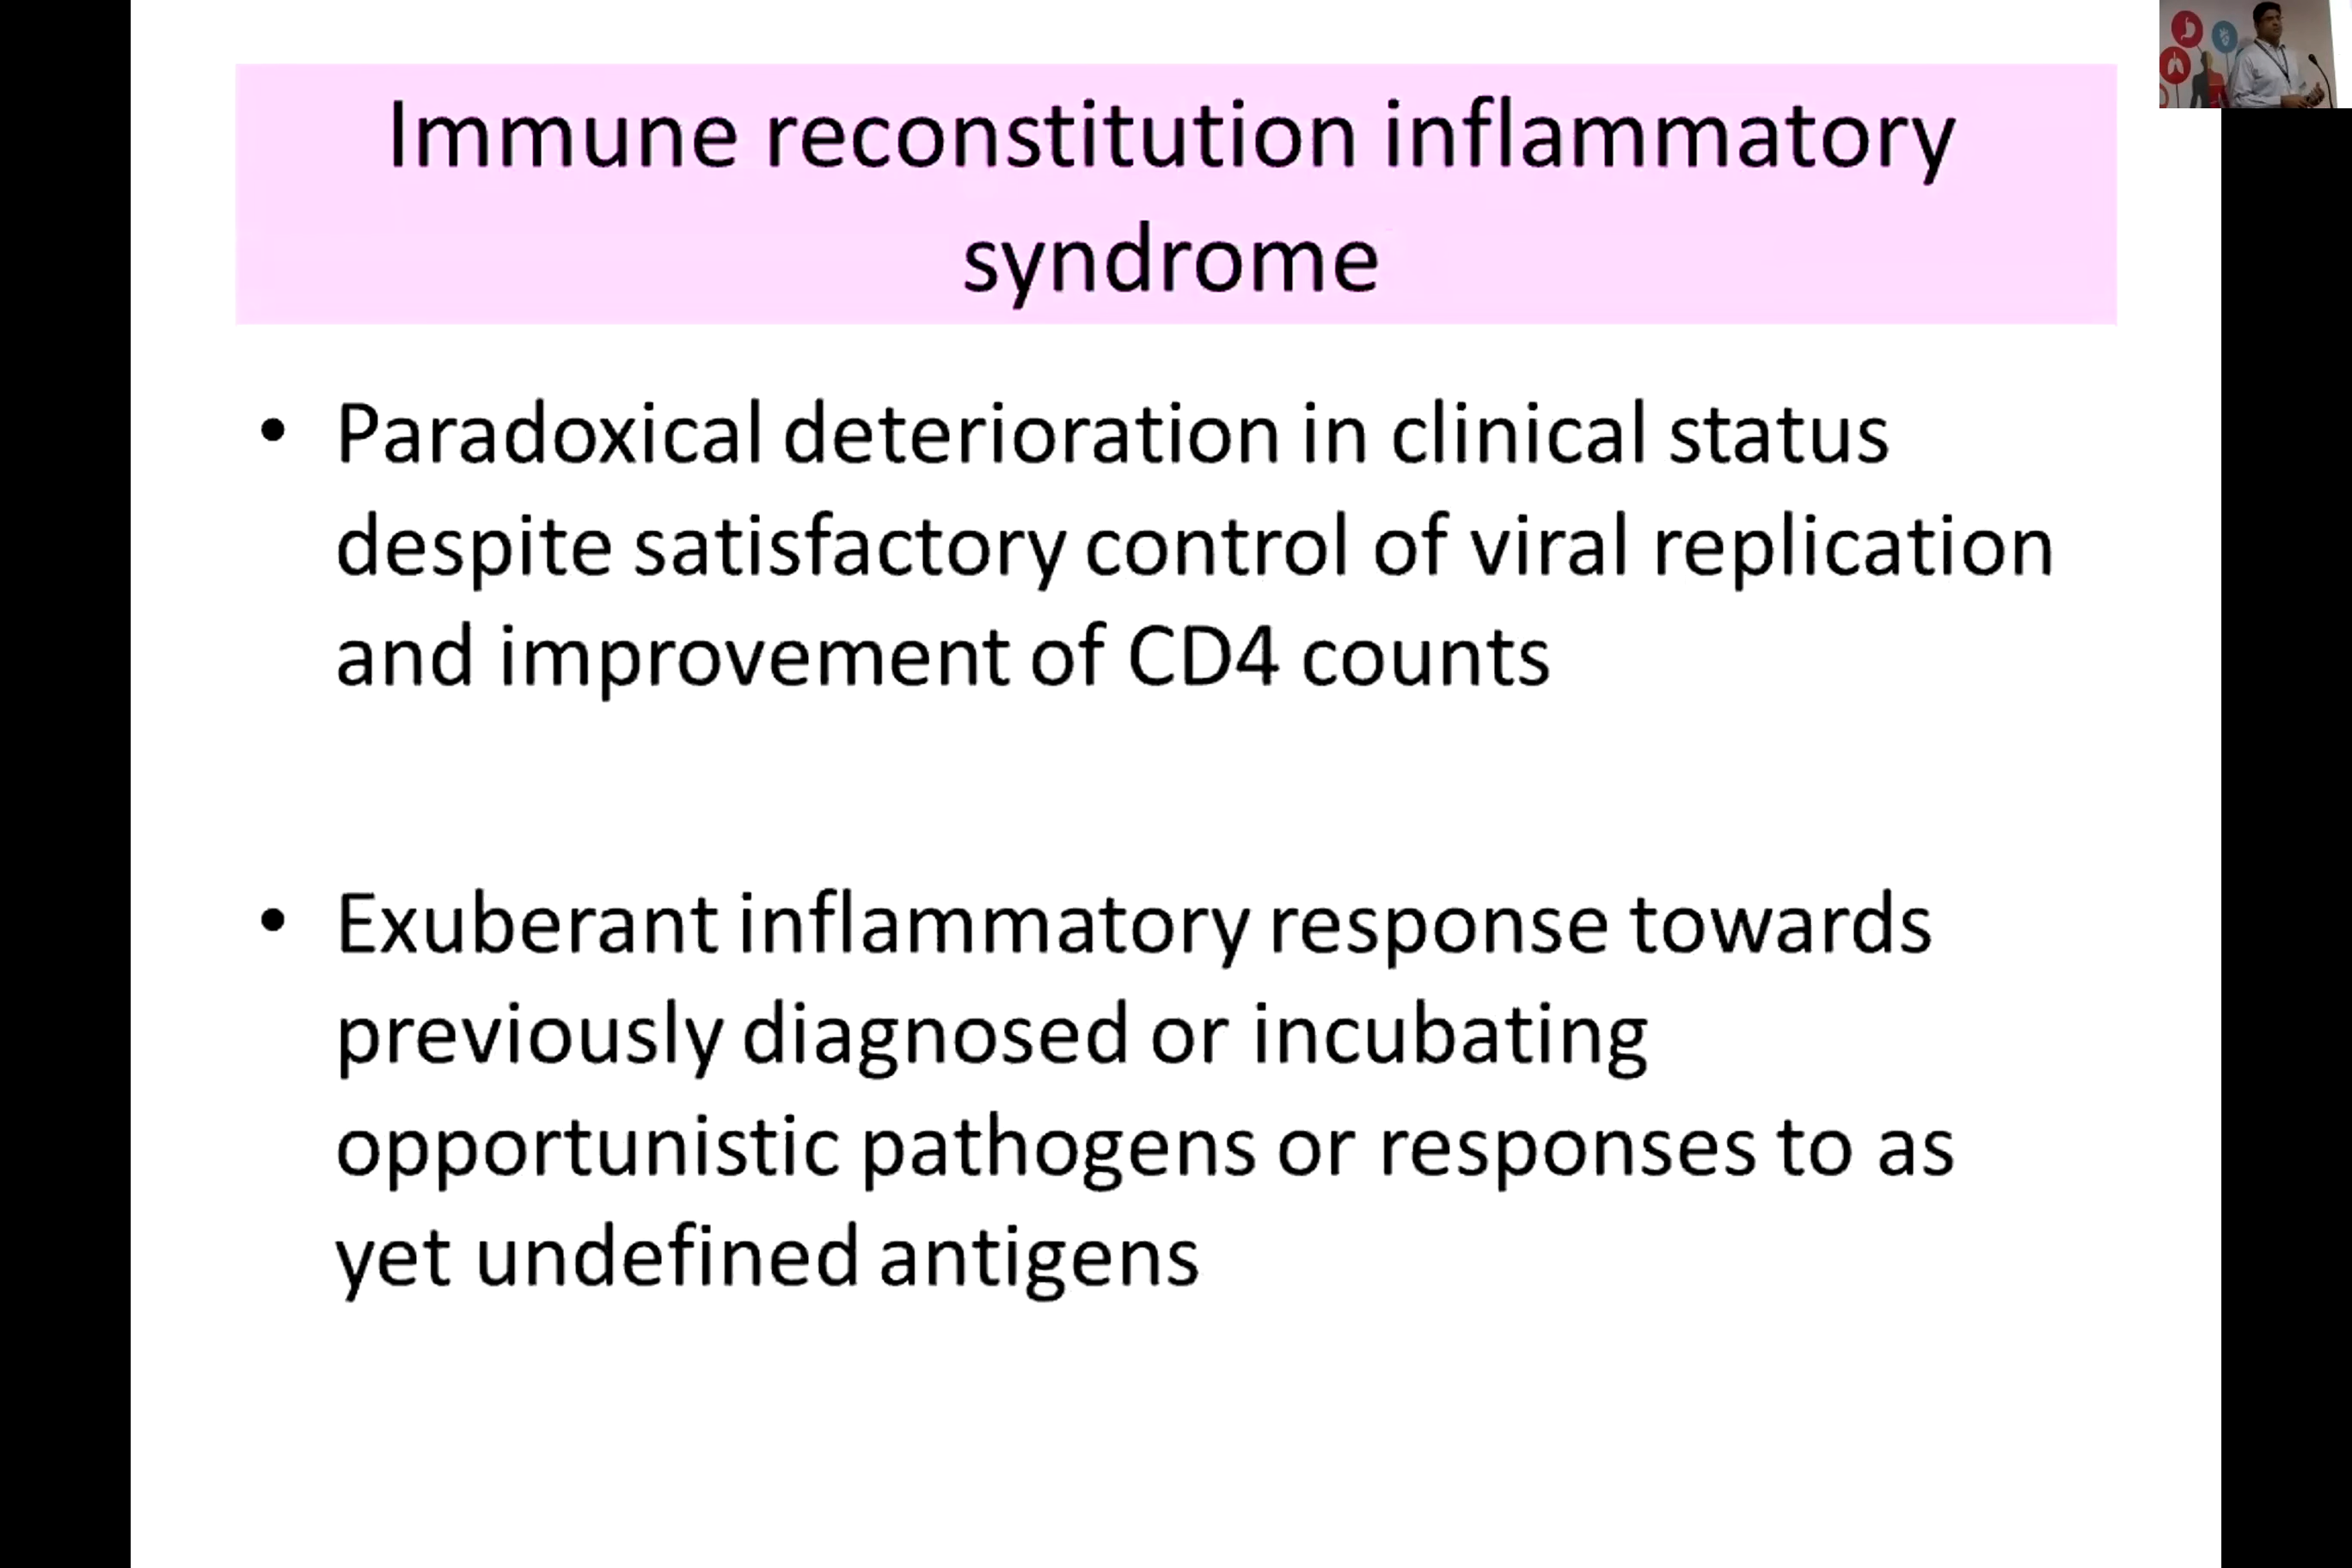 Immune reconstitution inflammatory
syndrome
• Paradoxical deterioration in clinical status
despite satisfactory control of viral replication
and improvement of CD4 counts
• Exuberant inflammatory response towards
previously diagnosed or incubating
opportunistic pathogens or responses to as
yet undefined antigens